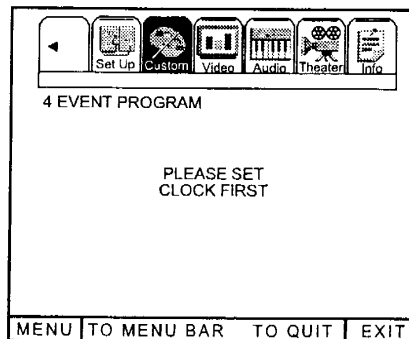 Set Up Custom Video Audio Theater Info
4 EVENT PROGRAM
PLEASE SET
CLOCK FIRST
MENU TO MENU BAR TO QUIT EXIT